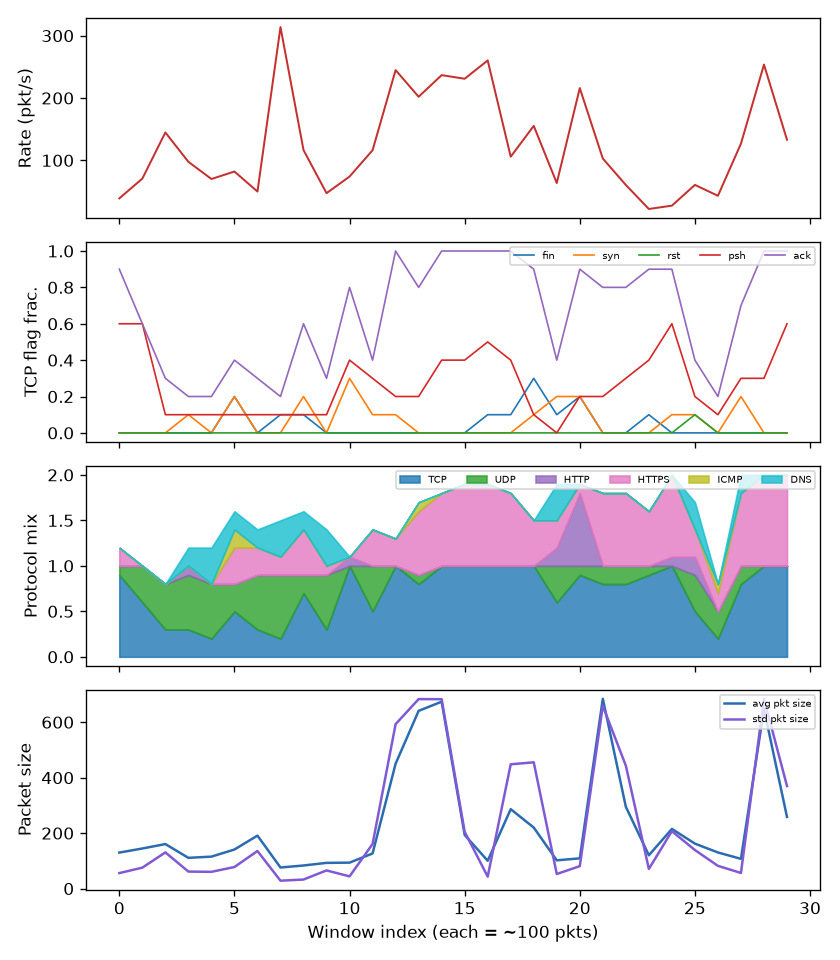 300
200
100
Rate (pkt/s)
1.0
0.8
0.6
0.4
0.2
0.0
TCP flag frac.
fin syn rst psh ack
2.0
1.5
1.0
0.5
0.0
Protocol mix
TCP UDP HTTP HTTPS ICMP DNS
600
400
200
0
Packet size
avg pkt size
std pkt size
0 5 10 15 20 25 30
Window index (each = ~100 pkts)